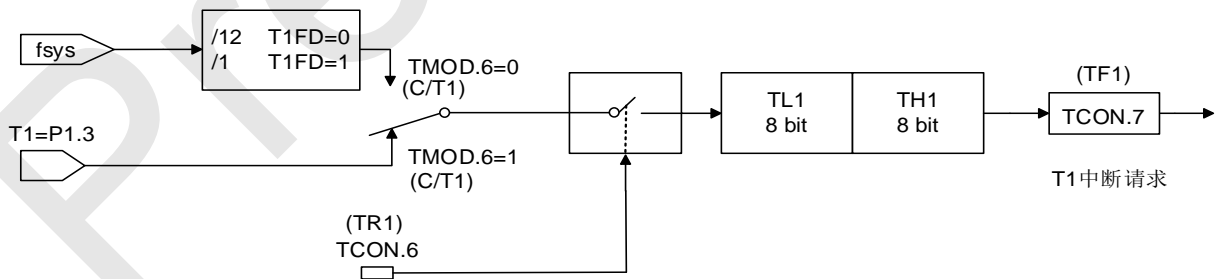 fsys
/12 T1FD=0
/1 T1FD=1
TMOD.6=0
(C/T1)
T1=P1.3
TMOD.6=1
(C/T1)
(TR1)
TCON.6
TL1
8 bit
TH1
8 bit
(TF1)
TCON.7
T1中断请求
Pre